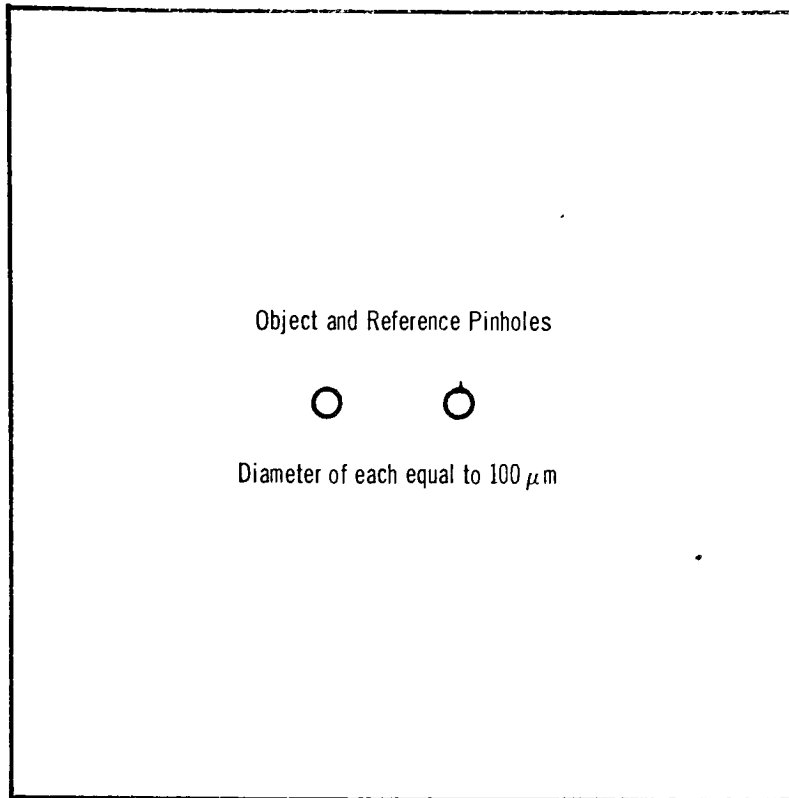 Object and Reference Pinholes
Diameter of each equal to 100 μm